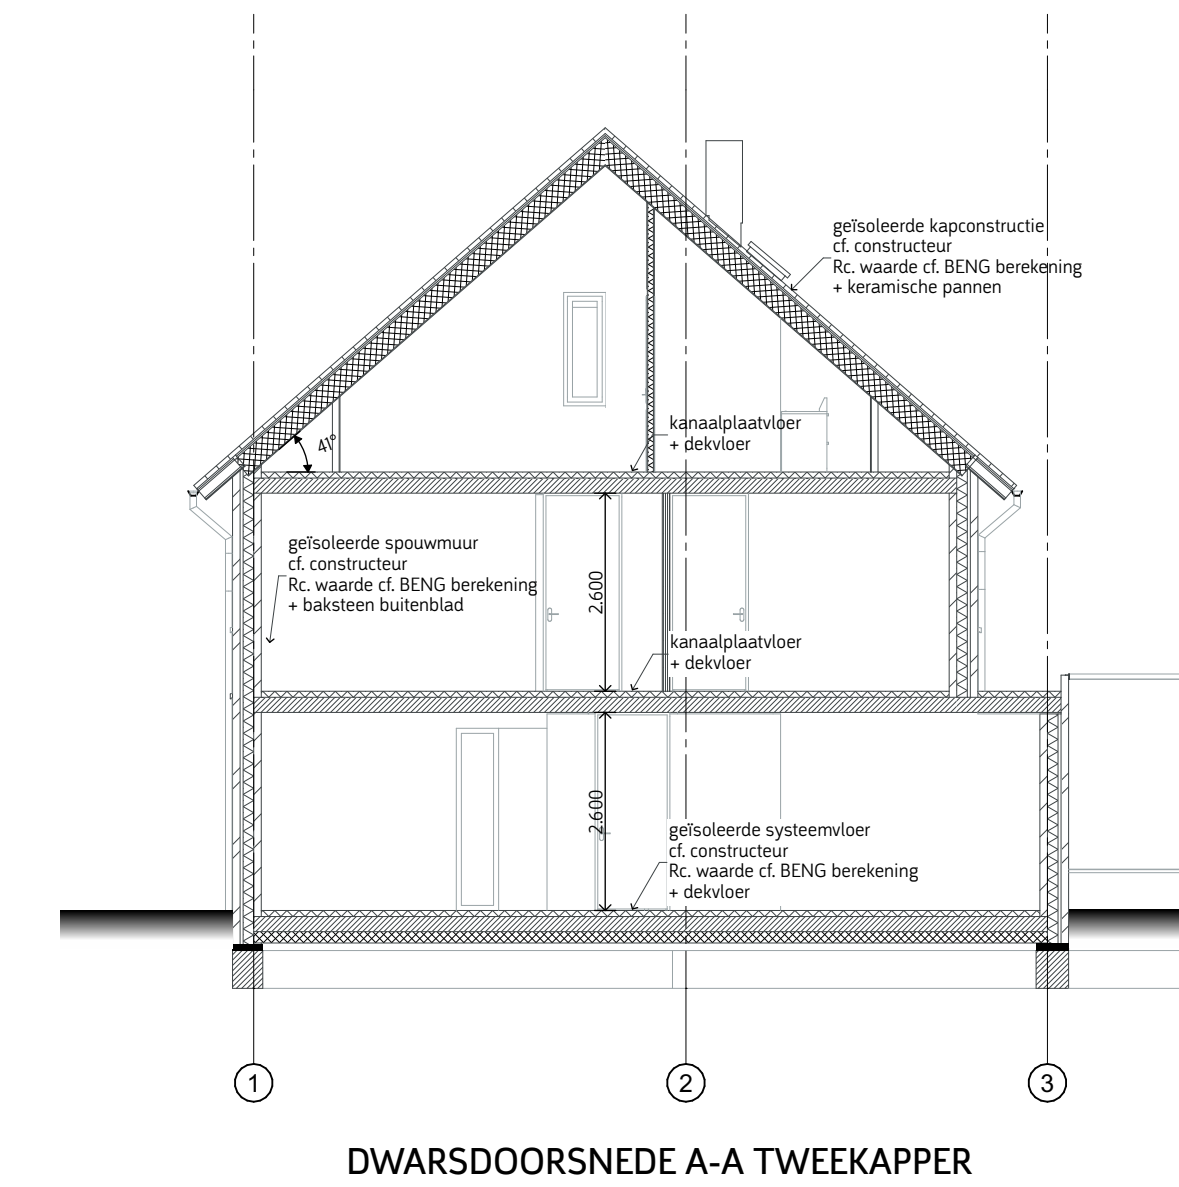 geïsoleerde kapconstructie
cf. constructeur
Rc. waarde cf. BENG berekening
+ keramische pannen
kanaalplaatvloer
+ dekvloer
41°
geïsoleerde spouwmuur
cf. constructeur
Rc. waarde cf. BENG berekening
+ baksteen buitenblad
2.600
kanaalplaatvloer
+ dekvloer
2.600
geïsoleerde systeemvloer
cf. constructeur
Rc. waarde cf. BENG berekening
+ dekvloer
1 2 3
DWARSDOORSNEDE A-A TWEEKAPPER